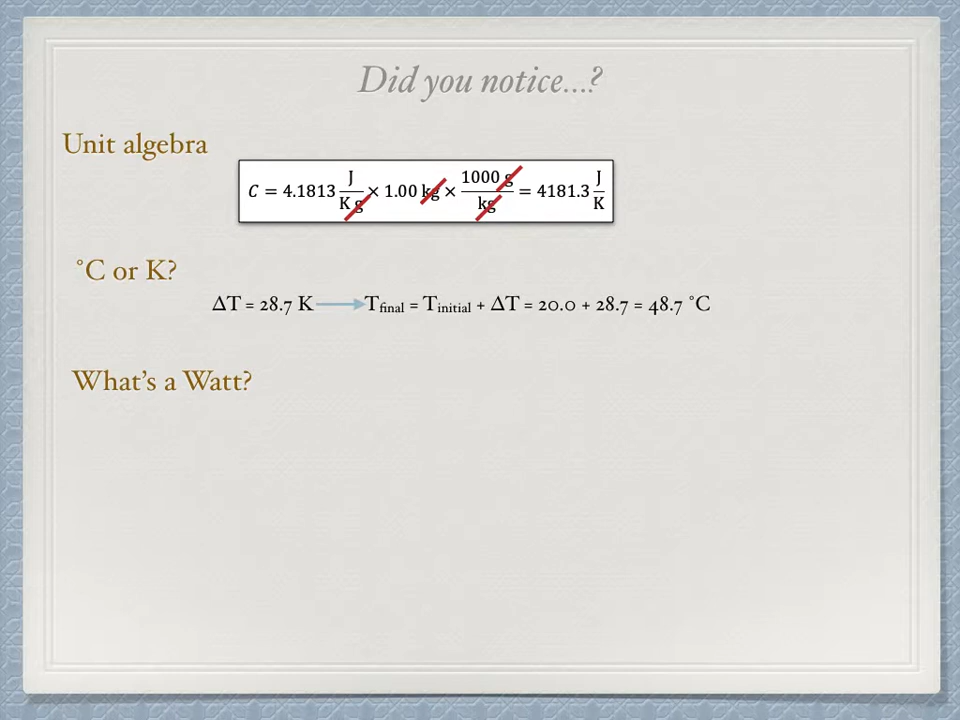 Did you notice...?
Unit algebra
C = 4.1813 J/(K g) × 1.00 kg × 1000 g/kg = 4181.3 J/K
°C or K?
ΔT = 28.7 K → T_final = T_initial + ΔT = 20.0 + 28.7 = 48.7 °C
What's a Watt?